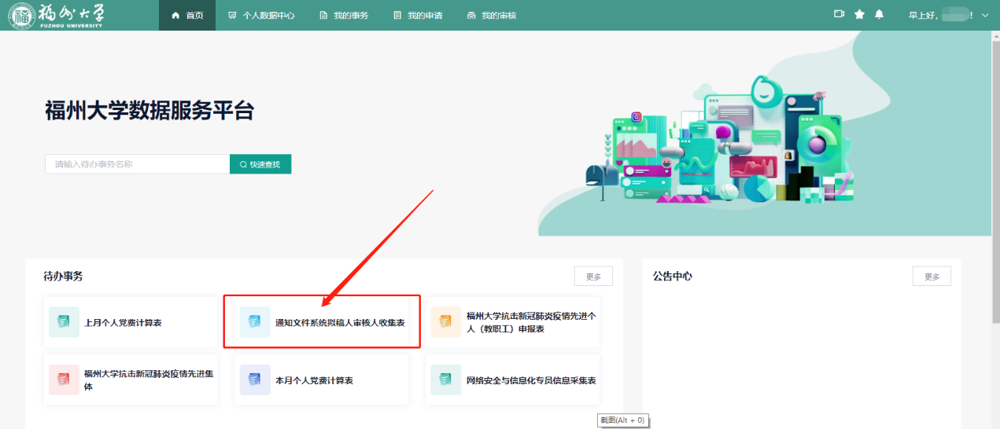 福州大学
FUZHOU UNIVERSITY
首页
个人数据中心
我的事务
我的申请
我的审核
早上好,
!
福州大学数据服务平台
请输入待办事务名称
快速查找
待办事务
更多
公告中心
更多
上月个人党费计算表
通知文件系统拟稿人审核人收集表
福州大学抗击新冠肺炎疫情先进个
人（教职工）申报表
福州大学抗击新冠肺炎疫情先进集
体
本月个人党费计算表
网络安全与信息化专员信息采集表
截图(Alt + 0)